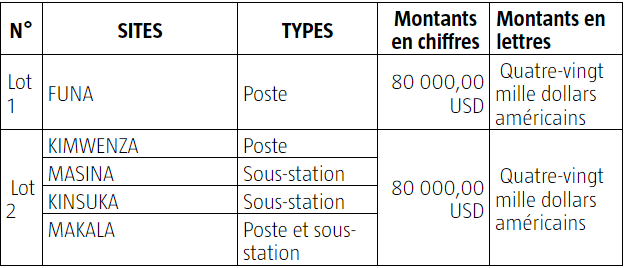 N° SITES TYPES Montants en chiffres Montants en lettres
Lot 1 FUNA Poste 80 000,00 USD Quatre-vingt mille dollars américains
Lot 2 KIMWENZA Poste 80 000,00 USD Quatre-vingt mille dollars américains
MASINA Sous-station
KINSUKA Sous-station
MAKALA Poste et sous-station